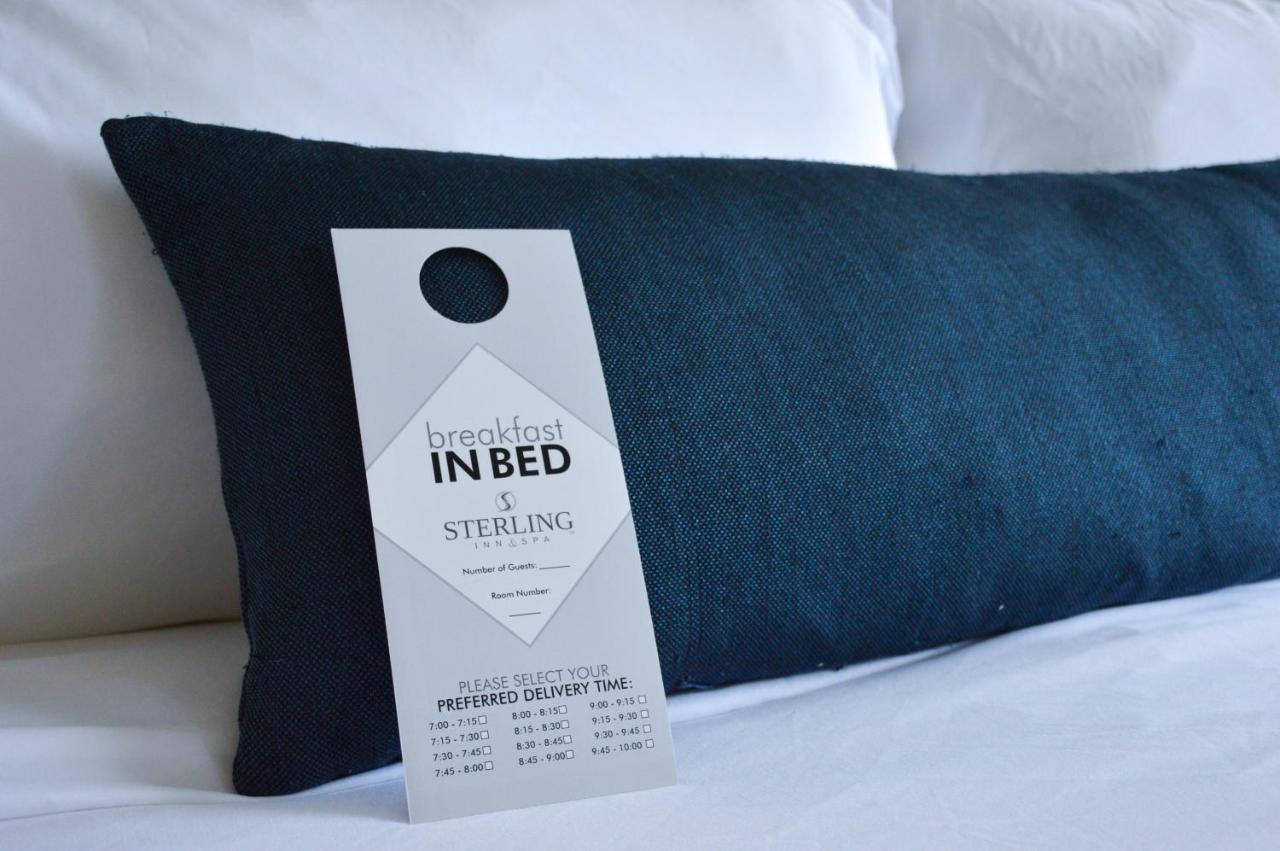 breakfast
IN BED
STERLING
INN & SPA
Number of Guests: ______
Room Number:
______
PLEASE SELECT YOUR
PREFERRED DELIVERY TIME:
7:00 - 7:15 8:00 - 8:15 9:00 - 9:15
7:15 - 7:30 8:15 - 8:30 9:15 - 9:30
7:30 - 7:45 8:30 - 8:45 9:30 - 9:45
7:45 - 8:00 8:45 - 9:00 9:45 - 10:00